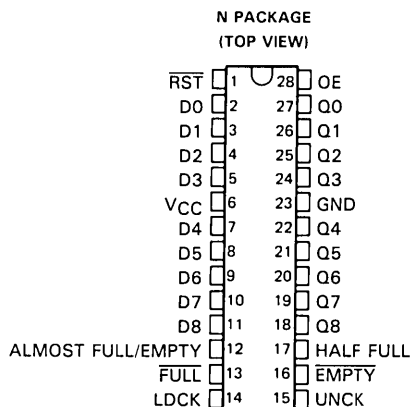 N PACKAGE
(TOP VIEW)
RST 1 28 OE
D0 2 27 Q0
D1 3 26 Q1
D2 4 25 Q2
D3 5 24 Q3
VCC 6 23 GND
D4 7 22 Q4
D5 8 21 Q5
D6 9 20 Q6
D7 10 19 Q7
D8 11 18 Q8
ALMOST FULL/EMPTY 12 17 HALF FULL
FULL 13 16 EMPTY
LDCK 14 15 UNCK